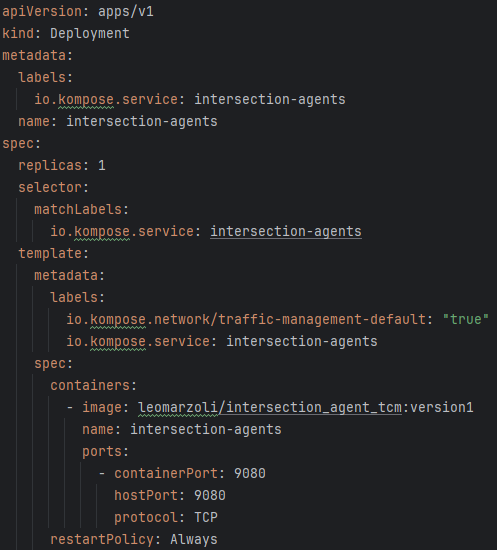 apiVersion: apps/v1
kind: Deployment
metadata:
  labels:
    io.kompose.service: intersection-agents
  name: intersection-agents
spec:
  replicas: 1
  selector:
    matchLabels:
      io.kompose.service: intersection-agents
  template:
    metadata:
      labels:
        io.kompose.network/traffic-management-default: "true"
        io.kompose.service: intersection-agents
    spec:
      containers:
        - image: leomarzoli/intersection_agent_tcm:version1
          name: intersection-agents
          ports:
            - containerPort: 9080
              hostPort: 9080
              protocol: TCP
      restartPolicy: Always